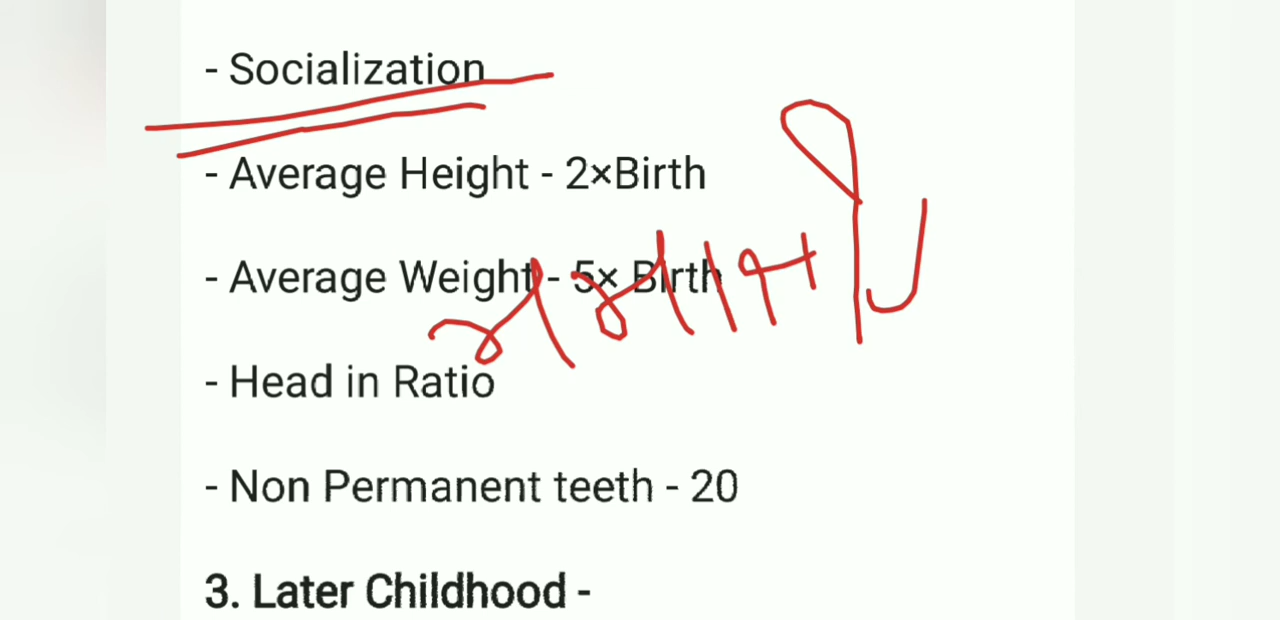 - Socialization
- Average Height - 2×Birth
- Average Weight - 5× Birth
- Head in Ratio
- Non Permanent teeth - 20
3. Later Childhood -